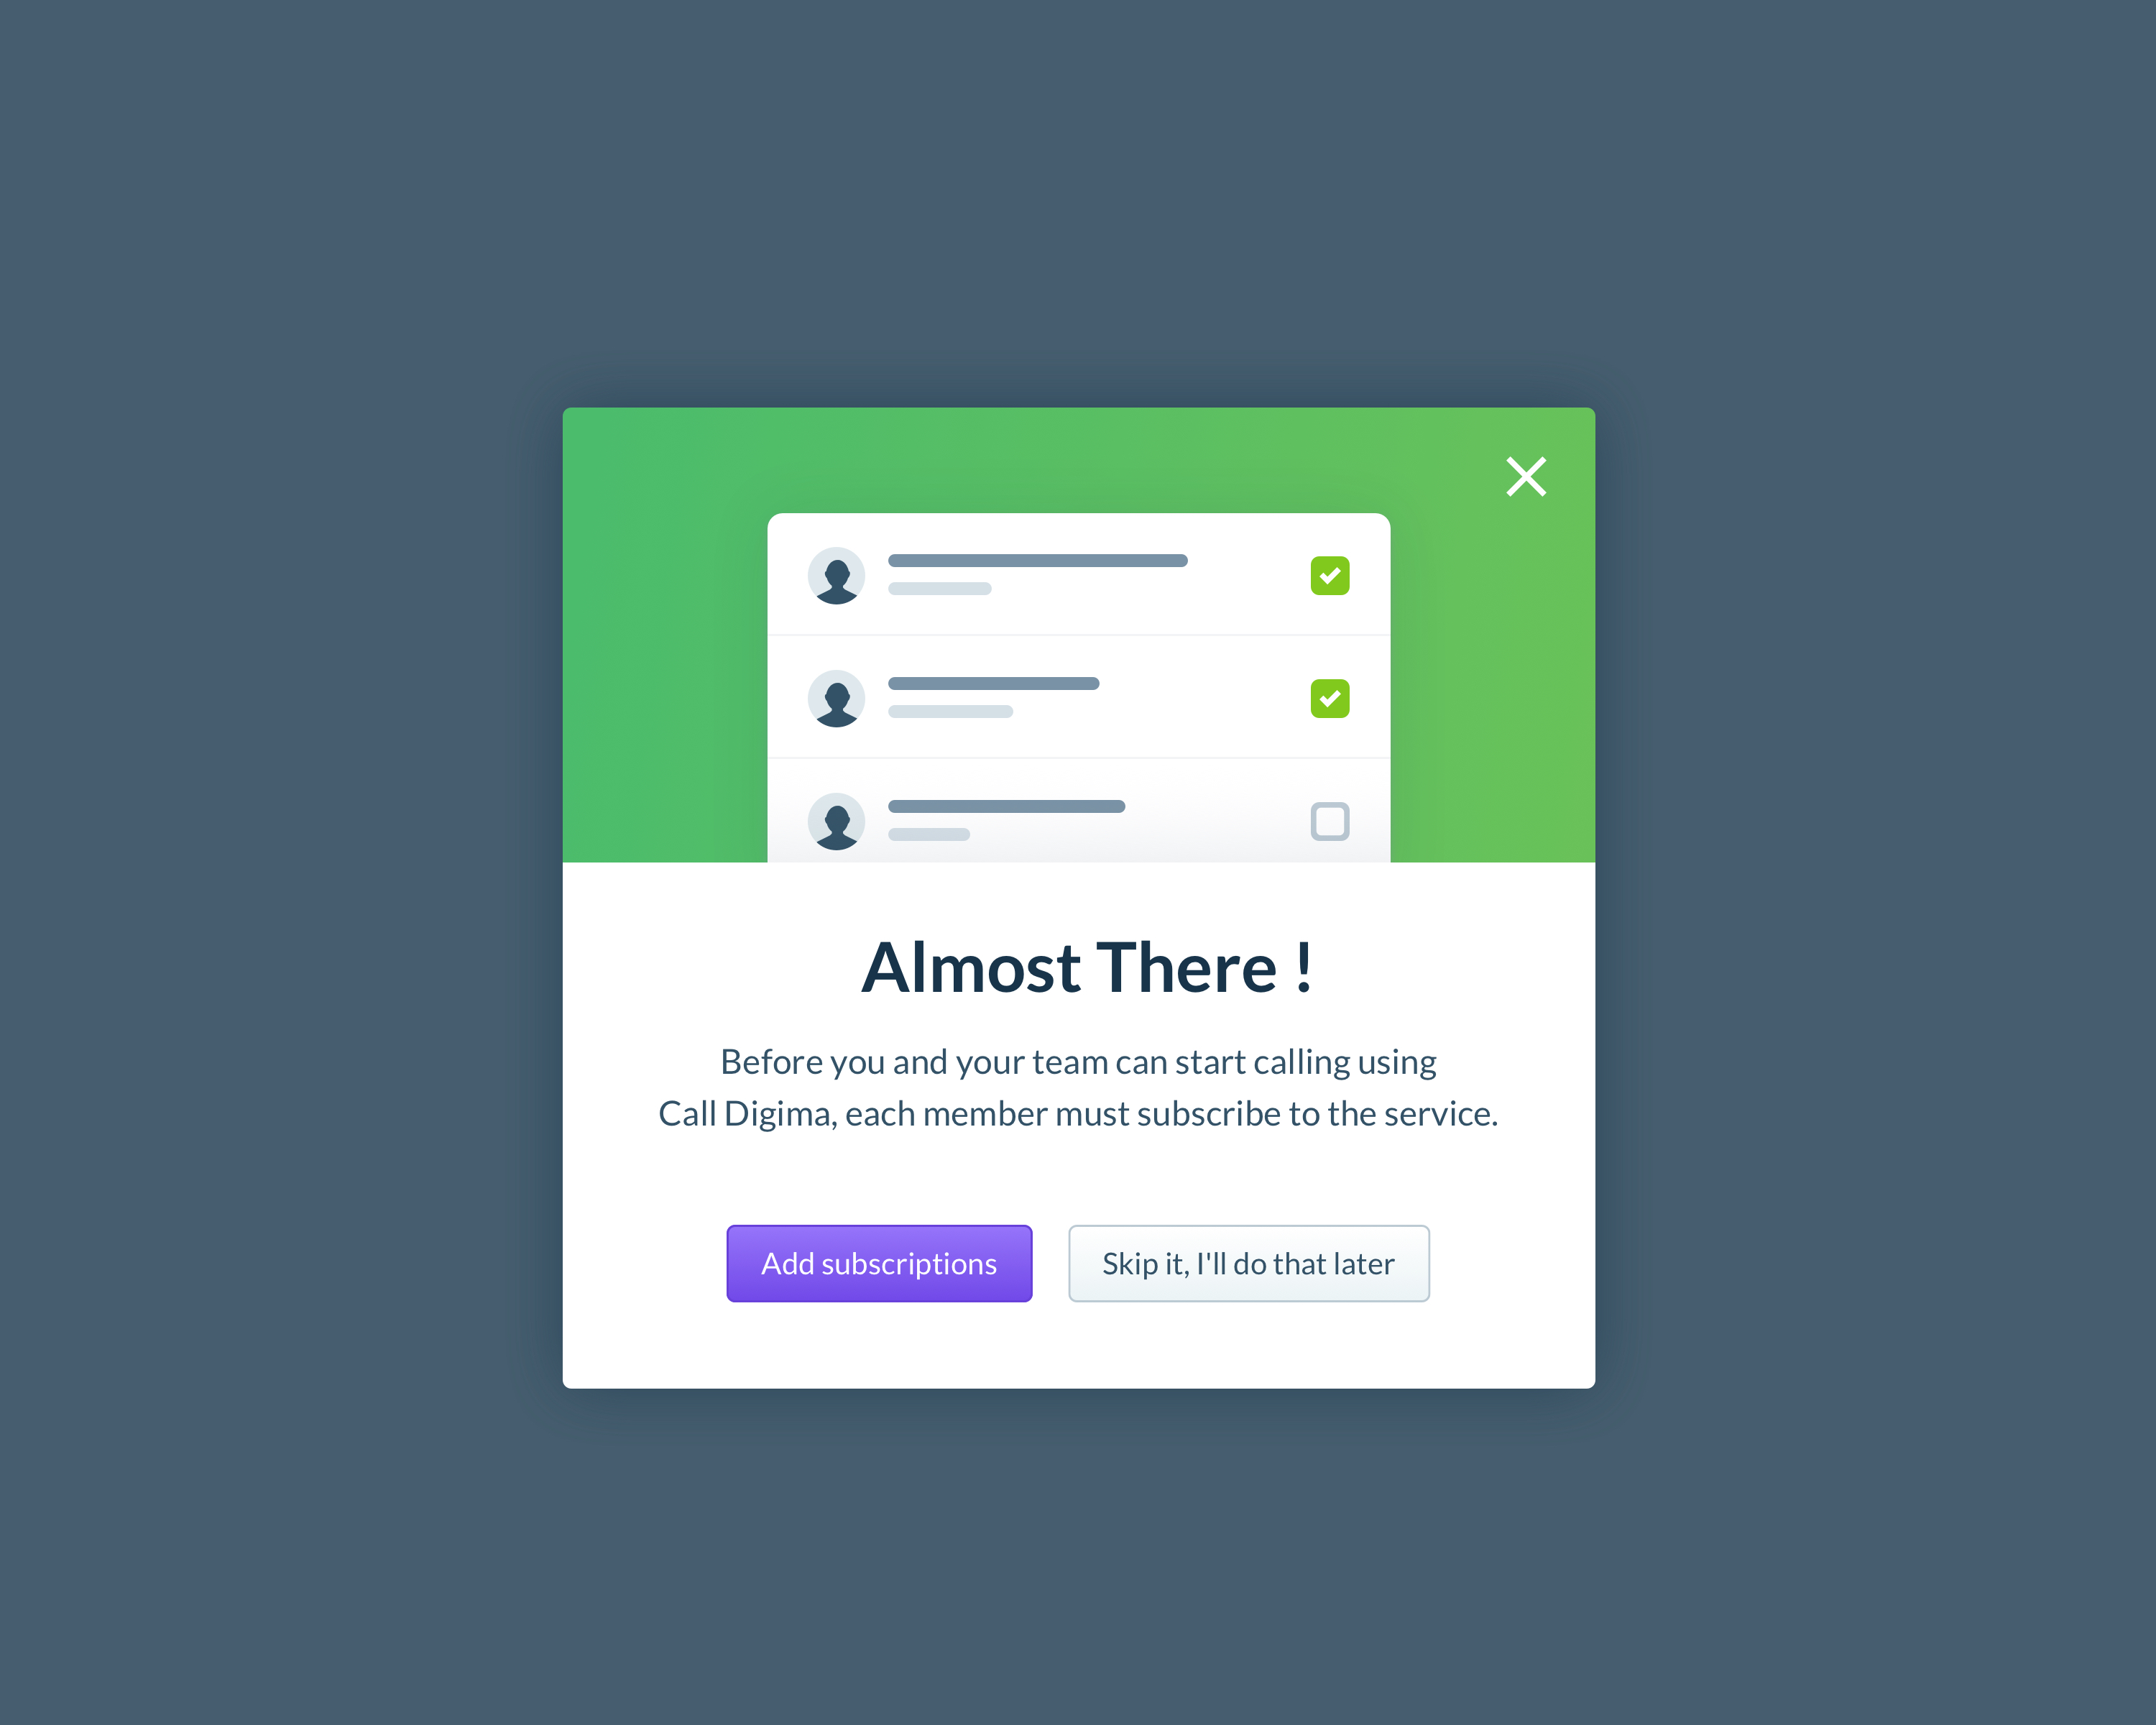 Almost There !
Before you and your team can start calling using
Call Digima, each member must subscribe to the service.
Add subscriptions
Skip it, I'll do that later